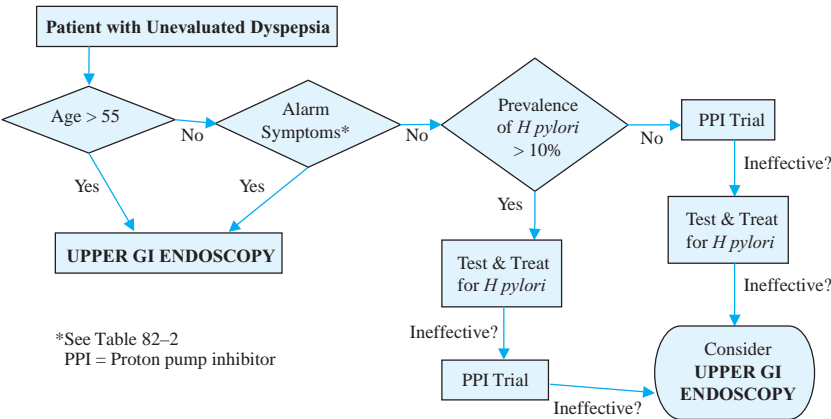 Patient with Unevaluated Dyspepsia
Age > 55
No
Alarm
Symptoms*
No
Prevalence
of H pylori
> 10%
No
PPI Trial
Yes
Yes
UPPER GI ENDOSCOPY
Yes
Test & Treat
for H pylori
Ineffective?
PPI Trial
Ineffective?
Ineffective?
Test & Treat
for H pylori
Ineffective?
Consider
UPPER GI
ENDOSCOPY
*See Table 82–2
PPI = Proton pump inhibitor